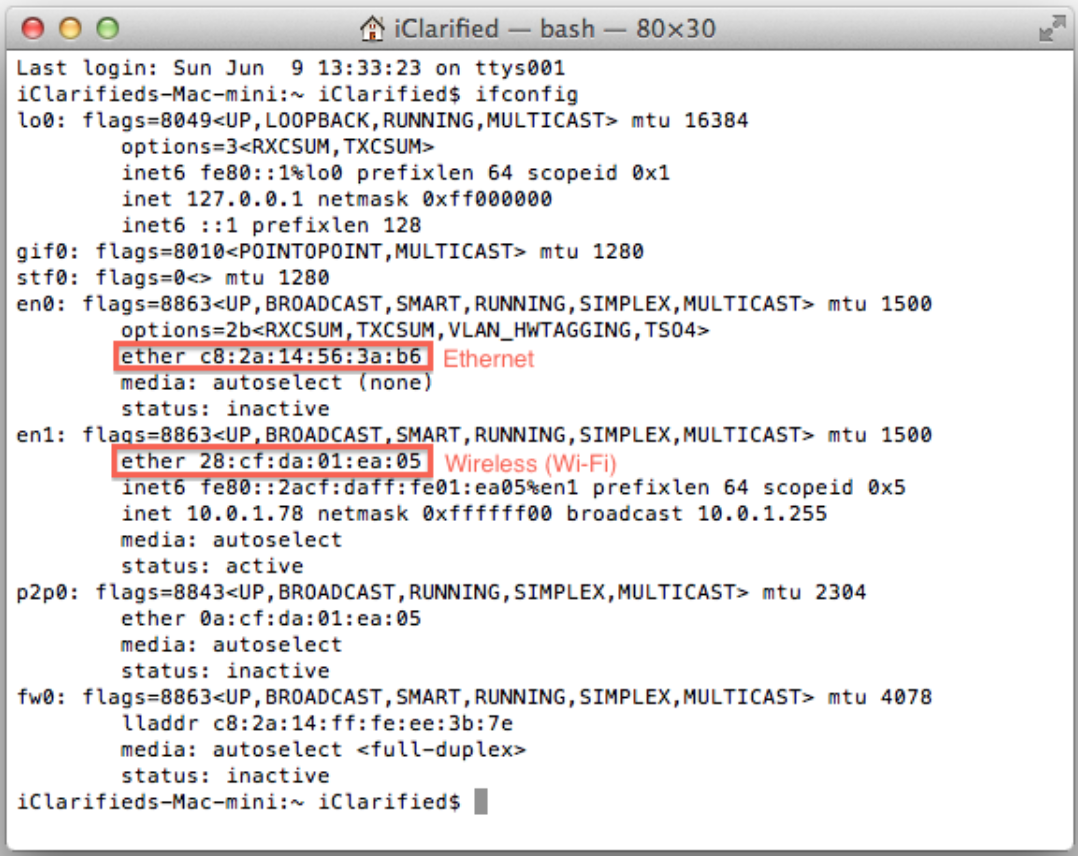 iClarified — bash — 80×30
Last login: Sun Jun  9 13:33:23 on ttys001
iClarifieds-Mac-mini:~ iClarified$ ifconfig
lo0: flags=8049<UP,LOOPBACK,RUNNING,MULTICAST> mtu 16384
        options=3<RXCSUM,TXCSUM>
        inet6 fe80::1%lo0 prefixlen 64 scopeid 0x1
        inet 127.0.0.1 netmask 0xff000000
        inet6 ::1 prefixlen 128
gif0: flags=8010<POINTOPOINT,MULTICAST> mtu 1280
stf0: flags=0<> mtu 1280
en0: flags=8863<UP,BROADCAST,SMART,RUNNING,SIMPLEX,MULTICAST> mtu 1500
        options=2b<RXCSUM,TXCSUM,VLAN_HWTAGGING,TSO4>
        ether c8:2a:14:56:3a:b6 Ethernet
        media: autoselect (none)
        status: inactive
en1: flags=8863<UP,BROADCAST,SMART,RUNNING,SIMPLEX,MULTICAST> mtu 1500
        ether 28:cf:da:01:ea:05 Wireless (Wi-Fi)
        inet6 fe80::2acf:daff:fe01:ea05%en1 prefixlen 64 scopeid 0x5
        inet 10.0.1.78 netmask 0xffffff00 broadcast 10.0.1.255
        media: autoselect
        status: active
p2p0: flags=8843<UP,BROADCAST,RUNNING,SIMPLEX,MULTICAST> mtu 2304
        ether 0a:cf:da:01:ea:05
        media: autoselect
        status: inactive
fw0: flags=8863<UP,BROADCAST,SMART,RUNNING,SIMPLEX,MULTICAST> mtu 4078
        lladdr c8:2a:14:ff:fe:ee:3b:7e
        media: autoselect <full-duplex>
        status: inactive
iClarifieds-Mac-mini:~ iClarified$